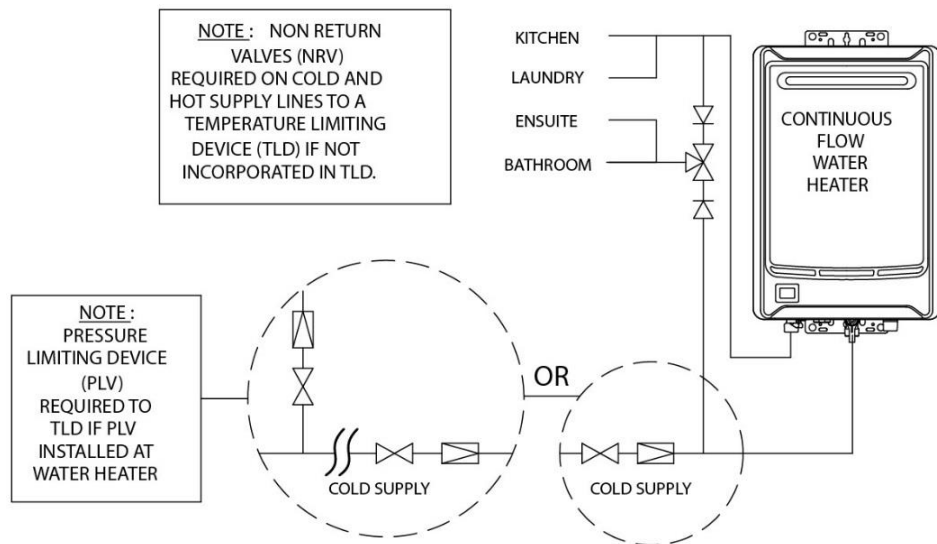 NOTE : NON RETURN
VALVES (NRV)
REQUIRED ON COLD AND
HOT SUPPLY LINES TO A
TEMPERATURE LIMITING
DEVICE (TLD) IF NOT
INCORPORATED IN TLD.
KITCHEN
LAUNDRY
ENSUITE
BATHROOM
CONTINUOUS
FLOW
WATER
HEATER
NOTE :
PRESSURE
LIMITING DEVICE
(PLV)
REQUIRED TO
TLD IF PLV
INSTALLED AT
WATER HEATER
OR
COLD SUPPLY
COLD SUPPLY